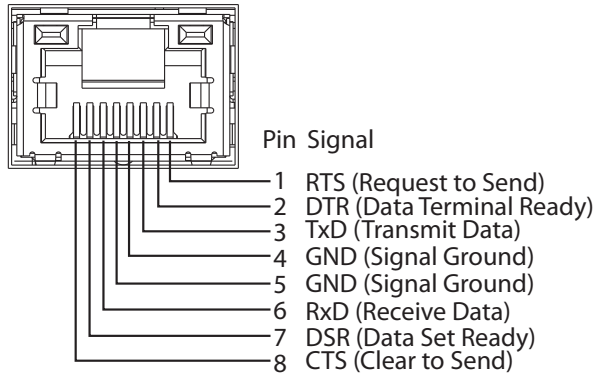 Pin Signal
1 RTS (Request to Send)
2 DTR (Data Terminal Ready)
3 TxD (Transmit Data)
4 GND (Signal Ground)
5 GND (Signal Ground)
6 RxD (Receive Data)
7 DSR (Data Set Ready)
8 CTS (Clear to Send)